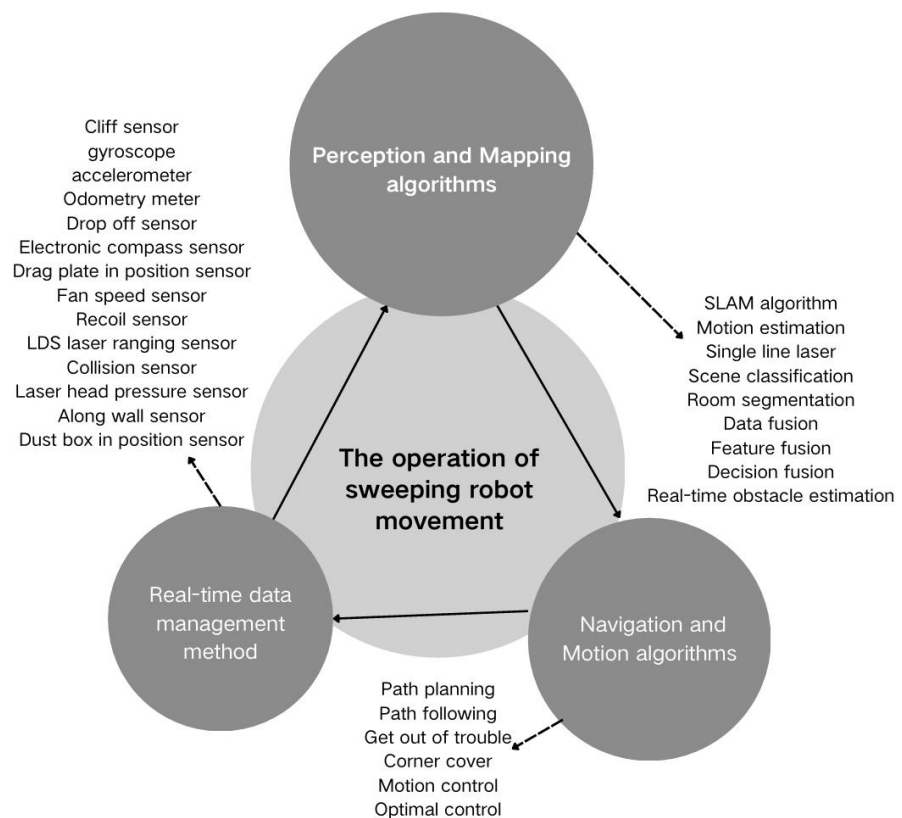 Perception and Mapping
algorithms
Cliff sensor
gyroscope
accelerometer
Odometry meter
Drop off sensor
Electronic compass sensor
Drag plate in position sensor
Fan speed sensor
Recoil sensor
LDS laser ranging sensor
Collision sensor
Laser head pressure sensor
Along wall sensor
Dust box in position sensor
SLAM algorithm
Motion estimation
Single line laser
Scene classification
Room segmentation
Data fusion
Feature fusion
Decision fusion
Real-time obstacle estimation
The operation of
sweeping robot
movement
Real-time data
management
method
Navigation and
Motion algorithms
Path planning
Path following
Get out of trouble
Corner cover
Motion control
Optimal control